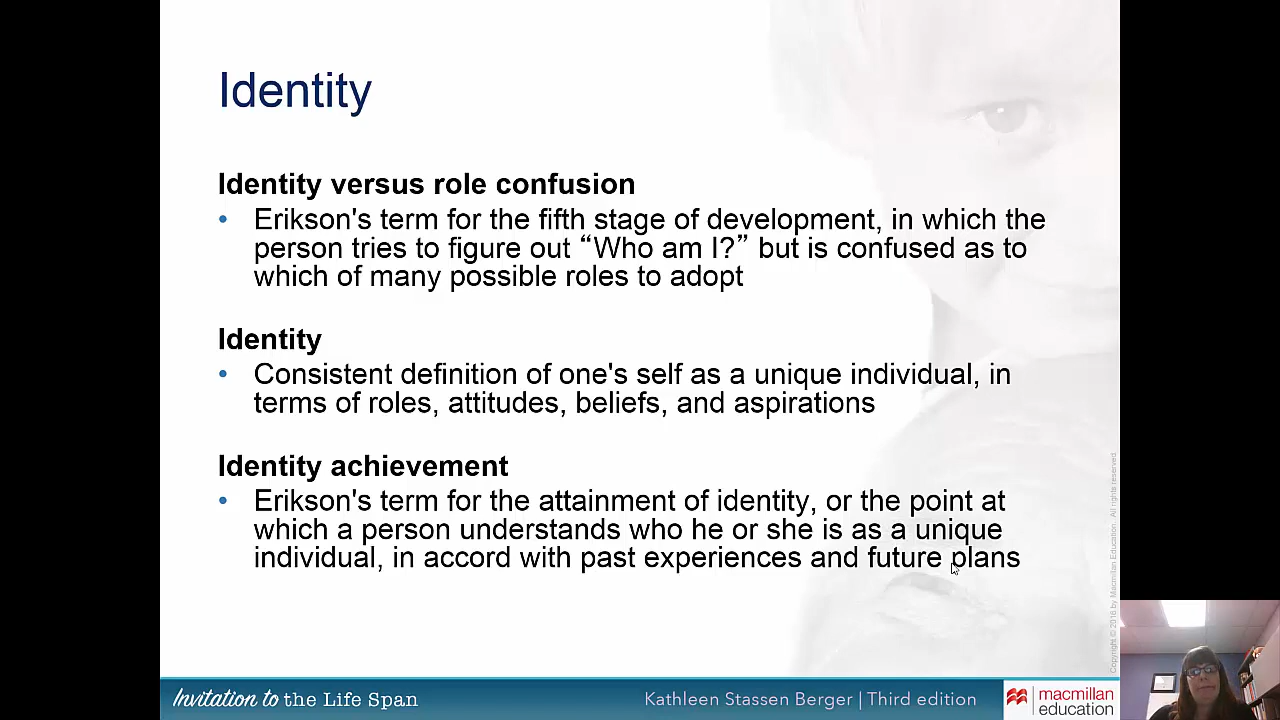 Identity
Identity versus role confusion
• Erikson's term for the fifth stage of development, in which the
person tries to figure out “Who am I?” but is confused as to
which of many possible roles to adopt
Identity
• Consistent definition of one's self as a unique individual, in
terms of roles, attitudes, beliefs, and aspirations
Identity achievement
• Erikson's term for the attainment of identity, or the point at
which a person understands who he or she is as a unique
individual, in accord with past experiences and future plans
Copyright © 2016 by Macmillan Education. All rights reserved.
Invitation to the Life Span
Kathleen Stassen Berger | Third edition
macmillan
education